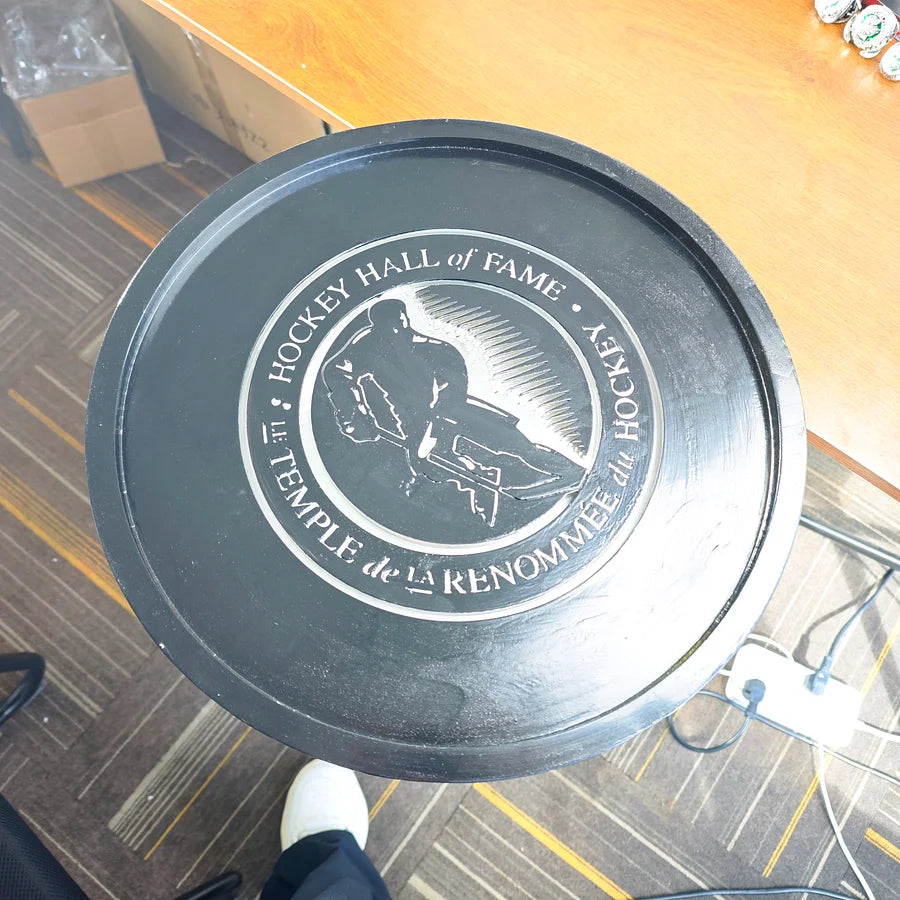 HOCKEY HALL of FAME •
LE TEMPLE de LA RENOMMÉE du HOCKEY